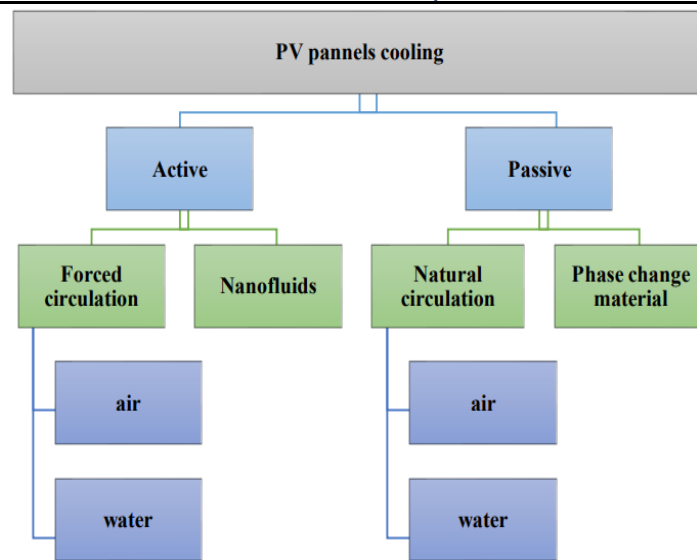 PV pannels cooling
Active
Passive
Forced
circulation
Nanofluids
Natural
circulation
Phase change
material
air
air
water
water